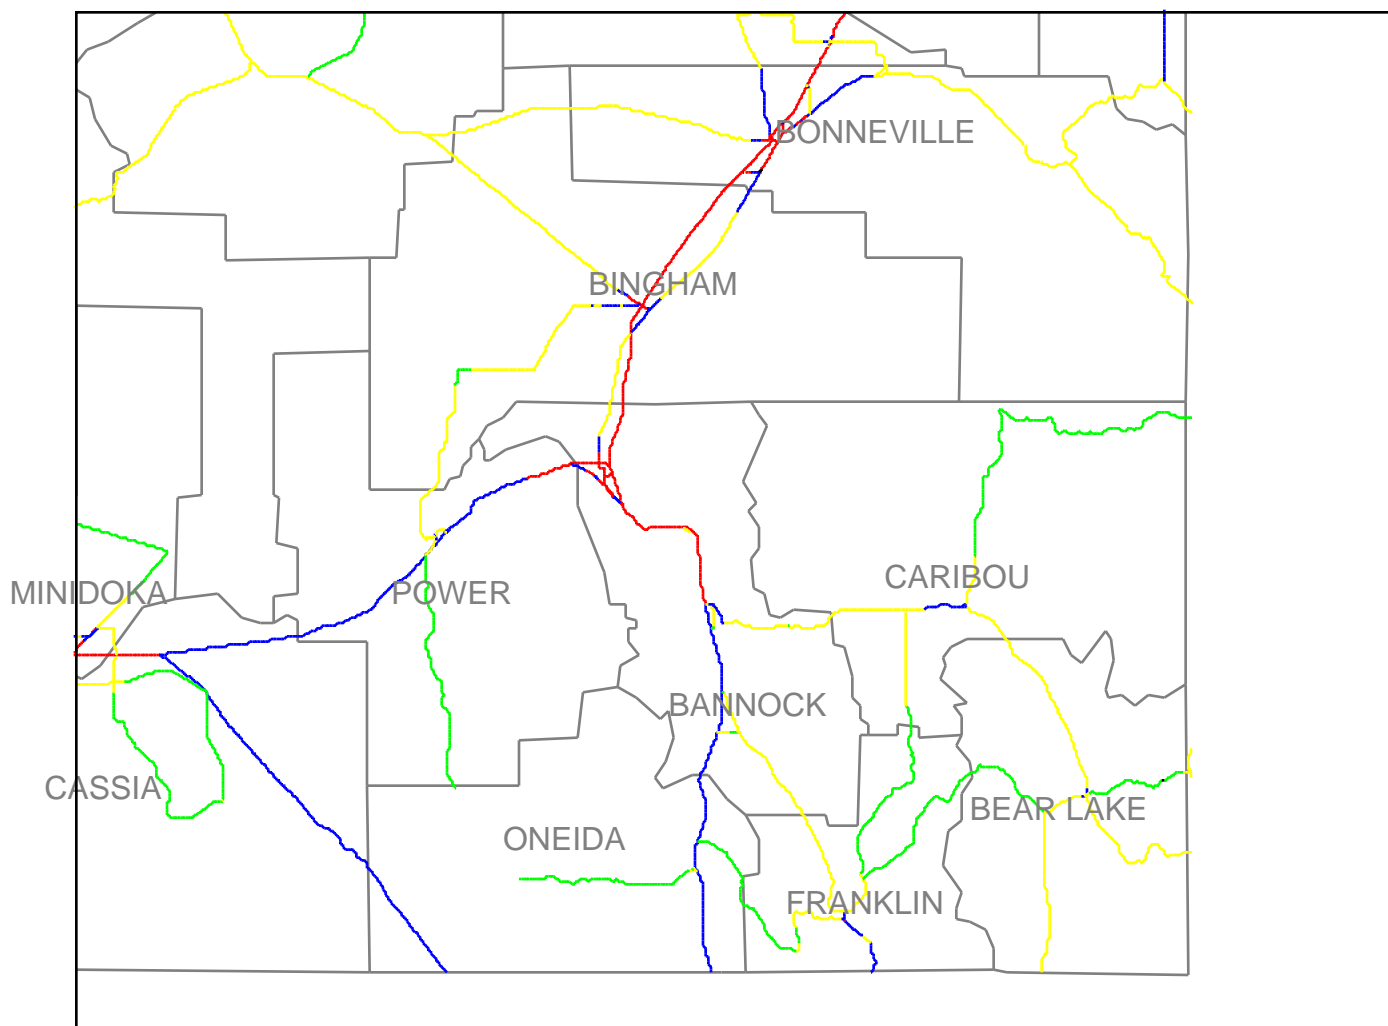 BONNEVILLE
BINGHAM
CARIBOU
MINIDOKA
POWER
BANNOCK
CASSIA
BEAR LAKE
ONEIDA
FRANKLIN